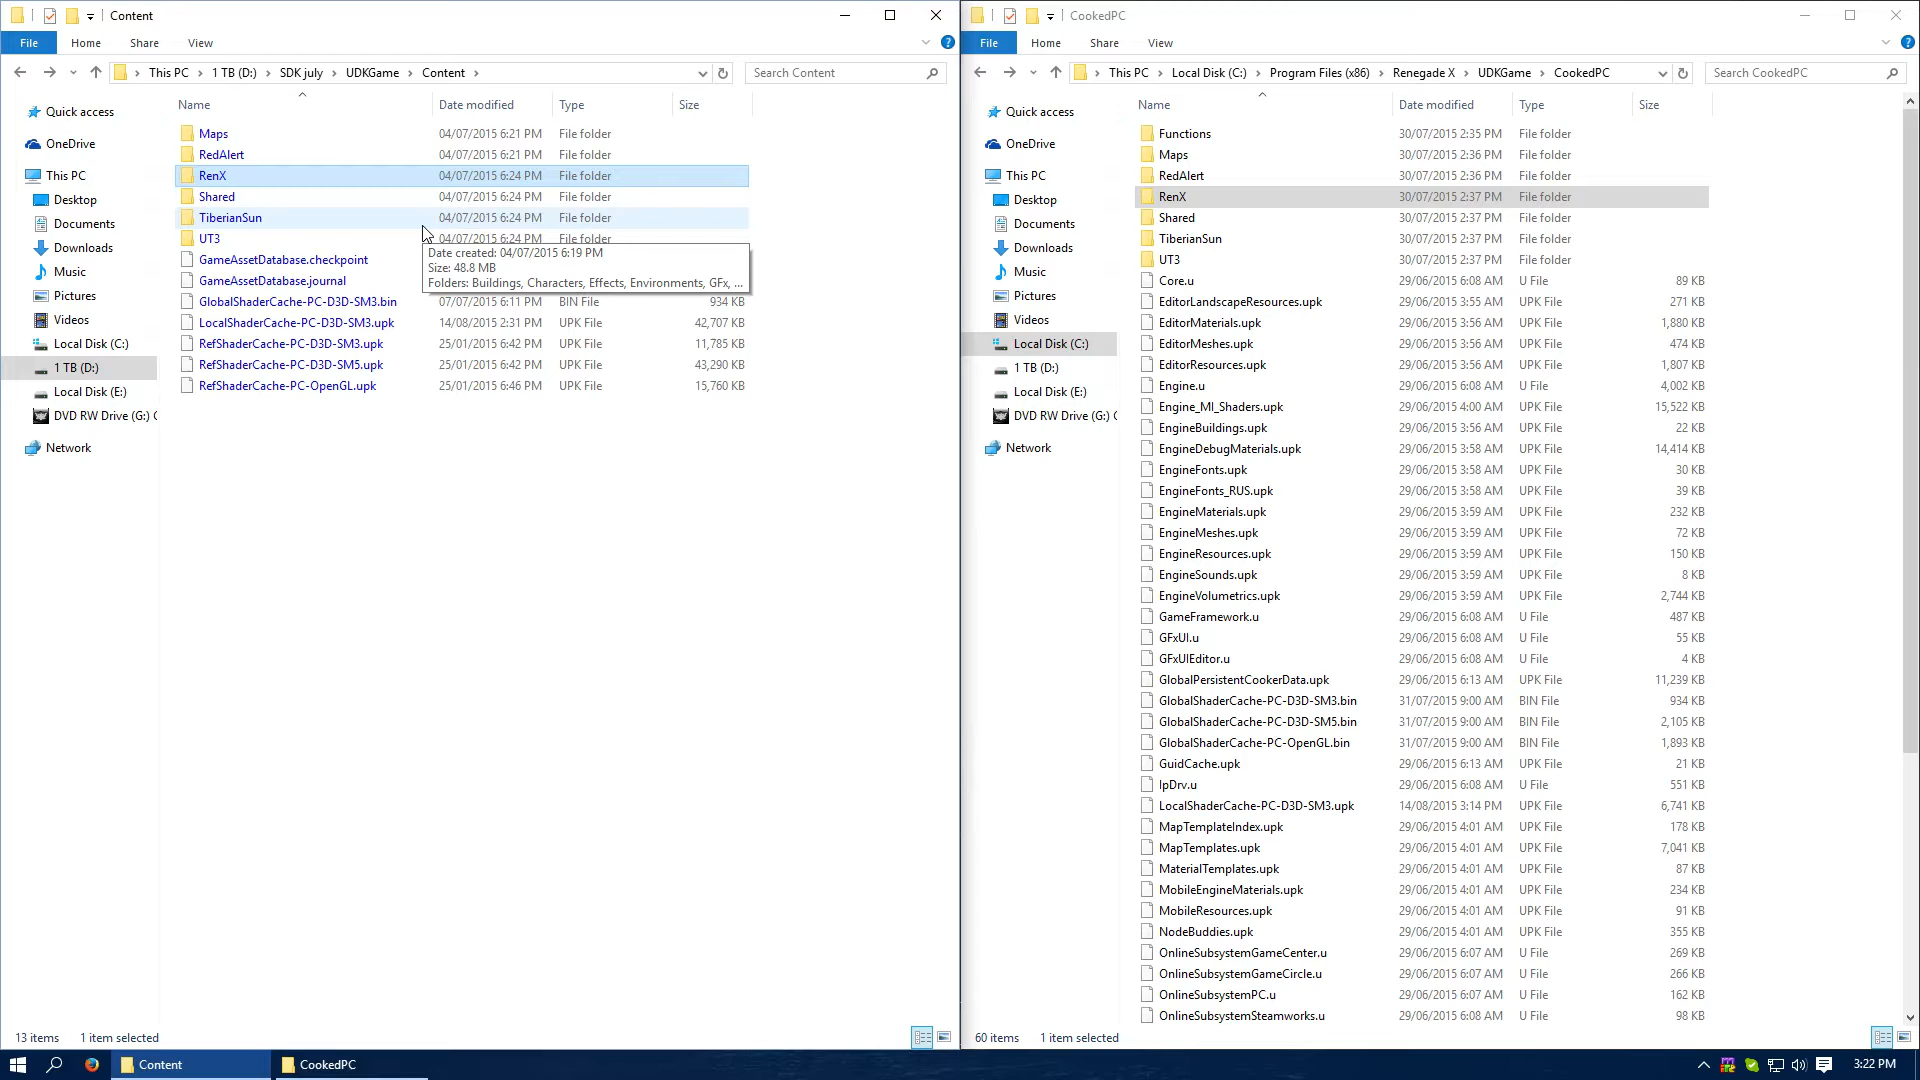 Content
File
Home
Share
View
This PC
1 TB (D:)
SDK july
UDKGame
Content
Search Content
Quick access
OneDrive
This PC
Desktop
Documents
Downloads
Music
Pictures
Videos
Local Disk (C:)
1 TB (D:)
Local Disk (E:)
DVD RW Drive (G:) C
Network
Name Date modified Type Size
Maps 04/07/2015 6:21 PM File folder
RedAlert 04/07/2015 6:21 PM File folder
RenX 04/07/2015 6:24 PM File folder
Shared 04/07/2015 6:24 PM File folder
TiberianSun 04/07/2015 6:24 PM File folder
UT3 04/07/2015 6:24 PM File folder
GameAssetDatabase.checkpoint
GameAssetDatabase.journal
Date created: 04/07/2015 6:19 PM
Size: 48.8 MB
Folders: Buildings, Characters, Effects, Environments, GFx, ...
GlobalShaderCache-PC-D3D-SM3.bin 07/07/2015 6:11 PM BIN File 934 KB
LocalShaderCache-PC-D3D-SM3.upk 14/08/2015 2:31 PM UPK File 42,707 KB
RefShaderCache-PC-D3D-SM3.upk 25/01/2015 6:42 PM UPK File 11,785 KB
RefShaderCache-PC-D3D-SM5.upk 25/01/2015 6:42 PM UPK File 43,290 KB
RefShaderCache-PC-OpenGL.upk 25/01/2015 6:46 PM UPK File 15,760 KB
13 items 1 item selected
CookedPC
File
Home
Share
View
This PC
Local Disk (C:)
Program Files (x86)
Renegade X
UDKGame
CookedPC
Search CookedPC
Quick access
OneDrive
This PC
Desktop
Documents
Downloads
Music
Pictures
Videos
Local Disk (C:)
1 TB (D:)
Local Disk (E:)
DVD RW Drive (G:) C
Network
Name Date modified Type Size
Functions 30/07/2015 2:35 PM File folder
Maps 30/07/2015 2:36 PM File folder
RedAlert 30/07/2015 2:36 PM File folder
RenX 30/07/2015 2:37 PM File folder
Shared 30/07/2015 2:37 PM File folder
TiberianSun 30/07/2015 2:37 PM File folder
UT3 30/07/2015 2:37 PM File folder
Core.u 29/06/2015 6:08 AM U File 89 KB
EditorLandscapeResources.upk 29/06/2015 3:55 AM UPK File 271 KB
EditorMaterials.upk 29/06/2015 3:56 AM UPK File 1,880 KB
EditorMeshes.upk 29/06/2015 3:56 AM UPK File 474 KB
EditorResources.upk 29/06/2015 3:56 AM UPK File 1,807 KB
Engine.u 29/06/2015 6:08 AM U File 4,002 KB
Engine_MI_Shaders.upk 29/06/2015 4:00 AM UPK File 15,522 KB
EngineBuildings.upk 29/06/2015 3:56 AM UPK File 22 KB
EngineDebugMaterials.upk 29/06/2015 3:58 AM UPK File 14,414 KB
EngineFonts.upk 29/06/2015 3:58 AM UPK File 30 KB
EngineFonts_RUS.upk 29/06/2015 3:58 AM UPK File 39 KB
EngineMaterials.upk 29/06/2015 3:56 AM UPK File 232 KB
EngineMeshes.upk 29/06/2015 3:59 AM UPK File 72 KB
EngineResources.upk 29/06/2015 3:59 AM UPK File 150 KB
EngineSounds.upk 29/06/2015 3:59 AM UPK File 8 KB
EngineVolumetrics.upk 29/06/2015 3:59 AM UPK File 2,744 KB
GameFramework.u 29/06/2015 6:08 AM U File 487 KB
GFxUI.u 29/06/2015 6:08 AM U File 55 KB
GFxUIEditor.u 29/06/2015 6:08 AM U File 4 KB
GlobalPersistentCookerData.upk 29/06/2015 6:13 AM UPK File 11,239 KB
GlobalShaderCache-PC-D3D-SM3.bin 31/07/2015 9:00 AM BIN File 934 KB
GlobalShaderCache-PC-D3D-SM5.bin 31/07/2015 9:00 AM BIN File 2,105 KB
GlobalShaderCache-PC-OpenGL.bin 31/07/2015 9:00 AM BIN File 1,893 KB
GuidCache.upk 29/06/2015 6:13 AM UPK File 21 KB
IpDrv.u 29/06/2015 6:08 AM U File 551 KB
LocalShaderCache-PC-D3D-SM3.upk 14/08/2015 3:14 PM UPK File 6,741 KB
MapTemplateIndex.upk 29/06/2015 4:01 AM UPK File 178 KB
MapTemplates.upk 29/06/2015 4:01 AM UPK File 7,041 KB
MaterialTemplates.upk 29/06/2015 4:01 AM UPK File 87 KB
MobileEngineMaterials.upk 29/06/2015 4:01 AM UPK File 234 KB
MobileResources.upk 29/06/2015 4:01 AM UPK File 91 KB
NodeBuddies.upk 29/06/2015 4:01 AM UPK File 355 KB
OnlineSubsystemGameCenter.u 29/06/2015 6:07 AM U File 269 KB
OnlineSubsystemGameCircle.u 29/06/2015 6:07 AM U File 266 KB
OnlineSubsystemPC.u 29/06/2015 6:07 AM U File 162 KB
OnlineSubsystemSteamworks.u 29/06/2015 6:08 AM U File 98 KB
60 items 1 item selected
Content
CookedPC
3:22 PM